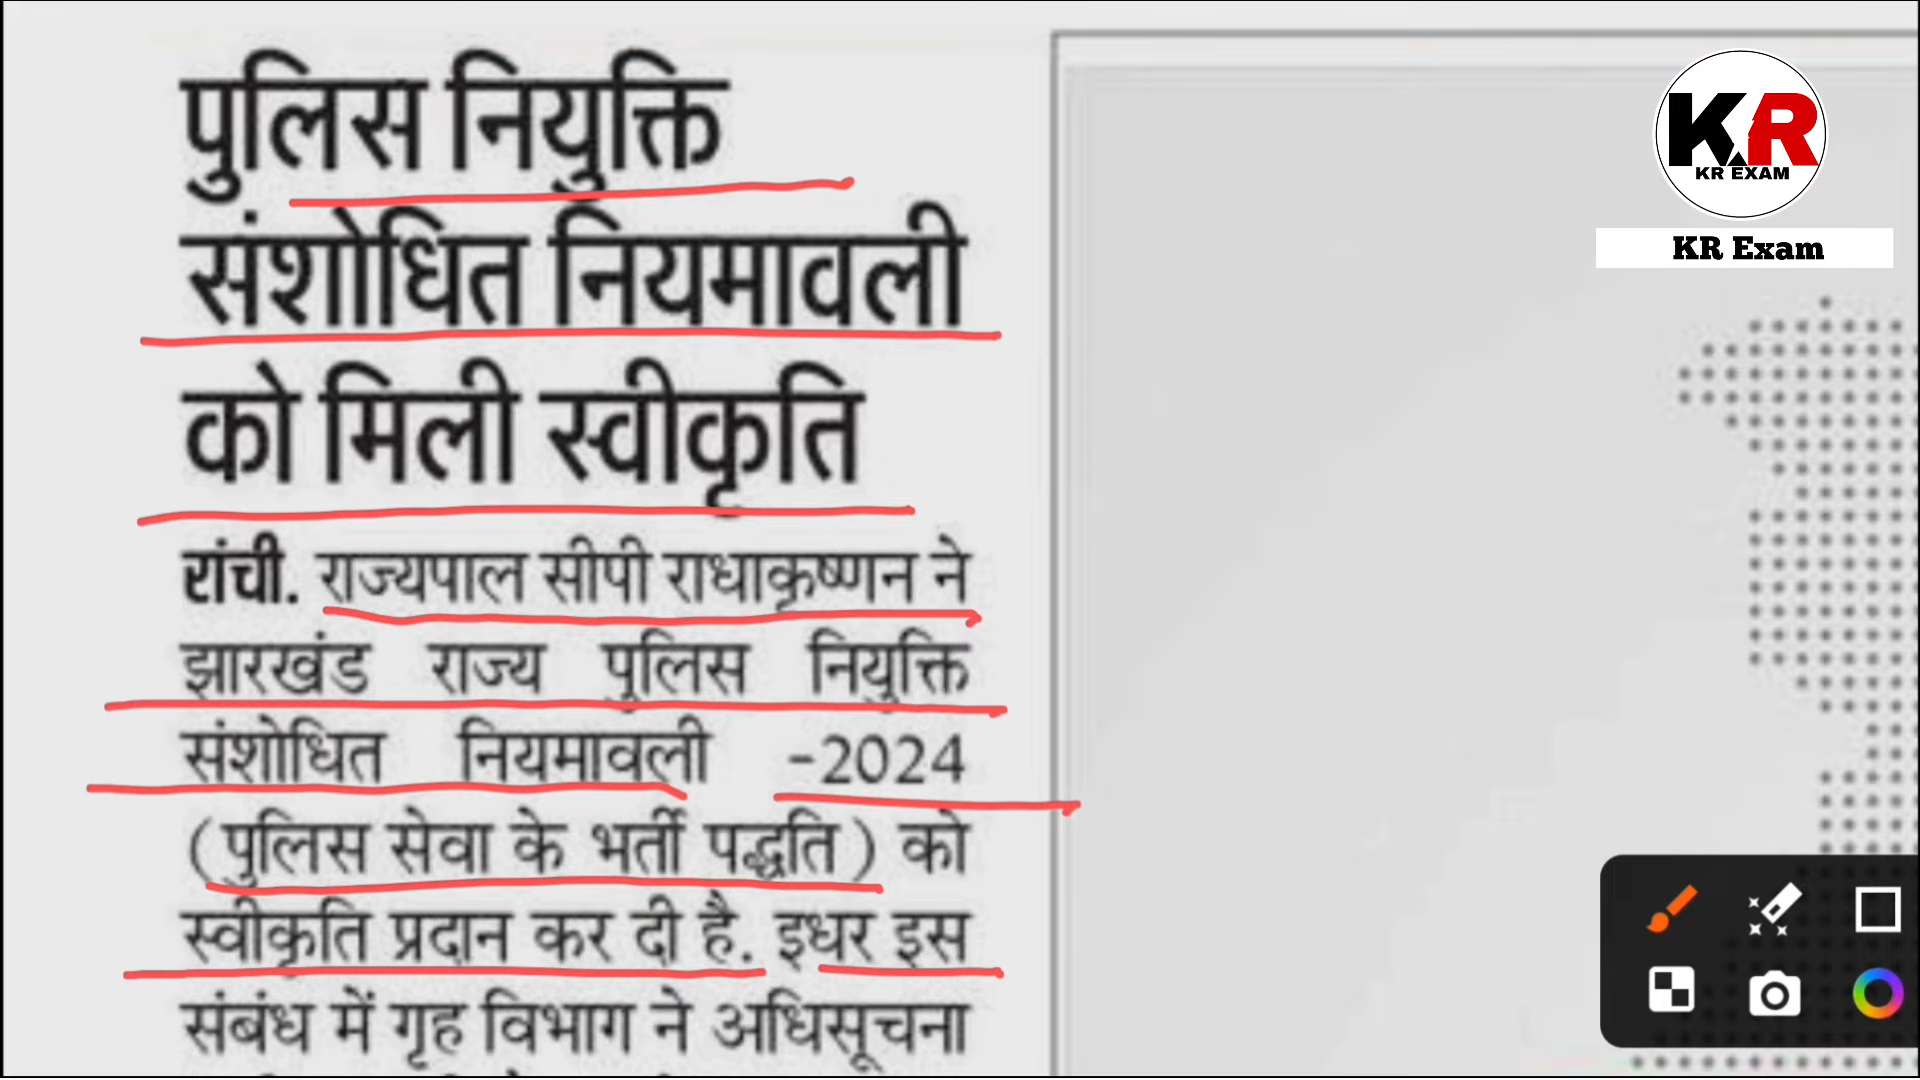 पुलिस नियुक्ति
संशोधित नियमावली
को मिली स्वीकृति
रांची. राज्यपाल सीपी राधाकृष्णन ने
झारखंड राज्य पुलिस नियुक्ति
संशोधित नियमावली -2024
(पुलिस सेवा के भर्ती पद्धति) को
स्वीकृति प्रदान कर दी है. इधर इस
संबंध में गृह विभाग ने अधिसूचना
KR
KR EXAM
KR Exam